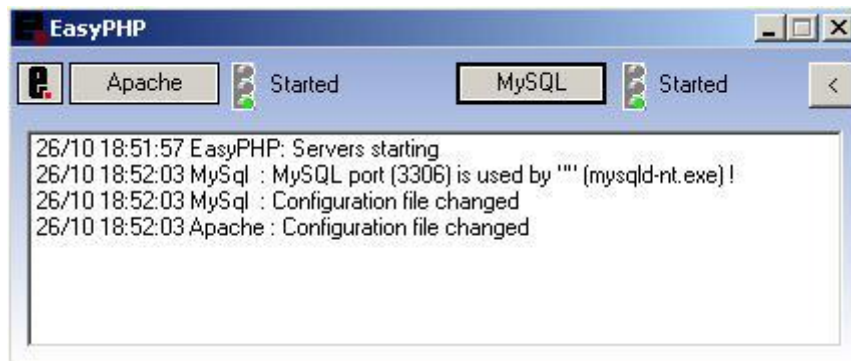 EasyPHP
e. Apache Started MySQL Started <
26/10 18:51:57 EasyPHP: Servers starting
26/10 18:52:03 MySql : MySQL port (3306) is used by "" (mysqld-nt.exe) !
26/10 18:52:03 MySql : Configuration file changed
26/10 18:52:03 Apache : Configuration file changed